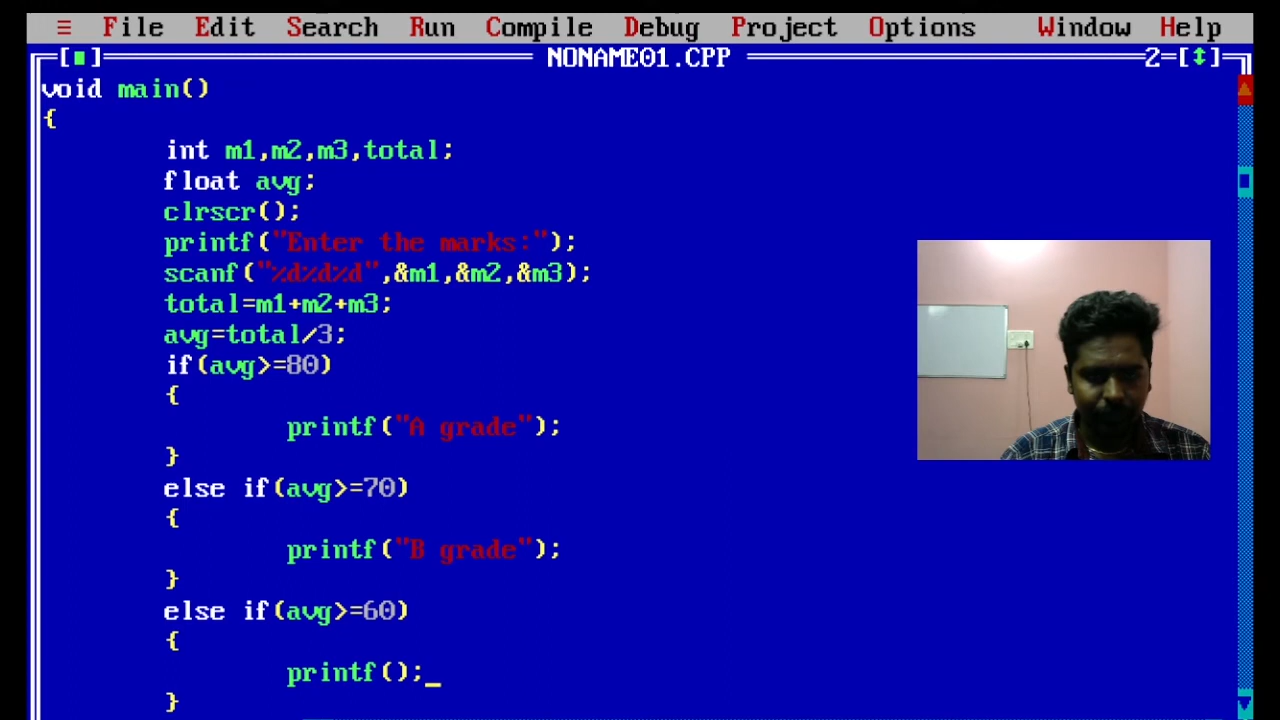 ≡ File Edit Search Run Compile Debug Project Options Window Help
[■] NONAME01.CPP 2=[↕]
void main()
{
int m1,m2,m3,total;
float avg;
clrscr();
printf("Enter the marks:");
scanf("%d%d%d",&m1,&m2,&m3);
total=m1+m2+m3;
avg=total/3;
if(avg>=80)
{
printf("A grade");
}
else if(avg>=70)
{
printf("B grade");
}
else if(avg>=60)
{
printf();_
}